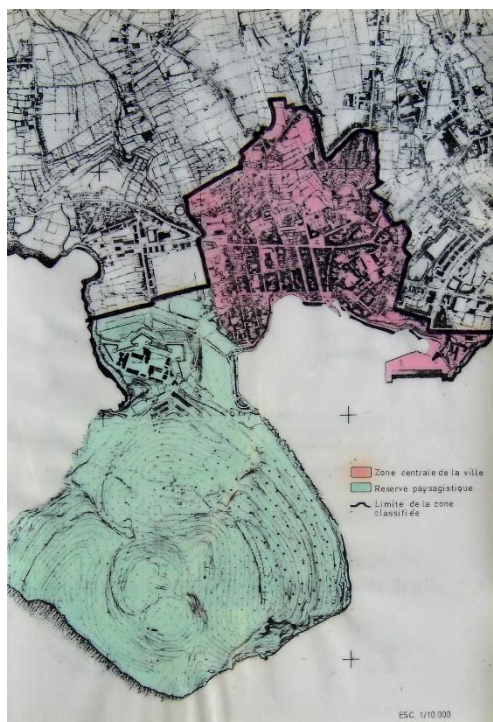 Zone centrale de la ville
Reserve paysagistique
Limite de la zone
classifiée
ESC. 1/10 000